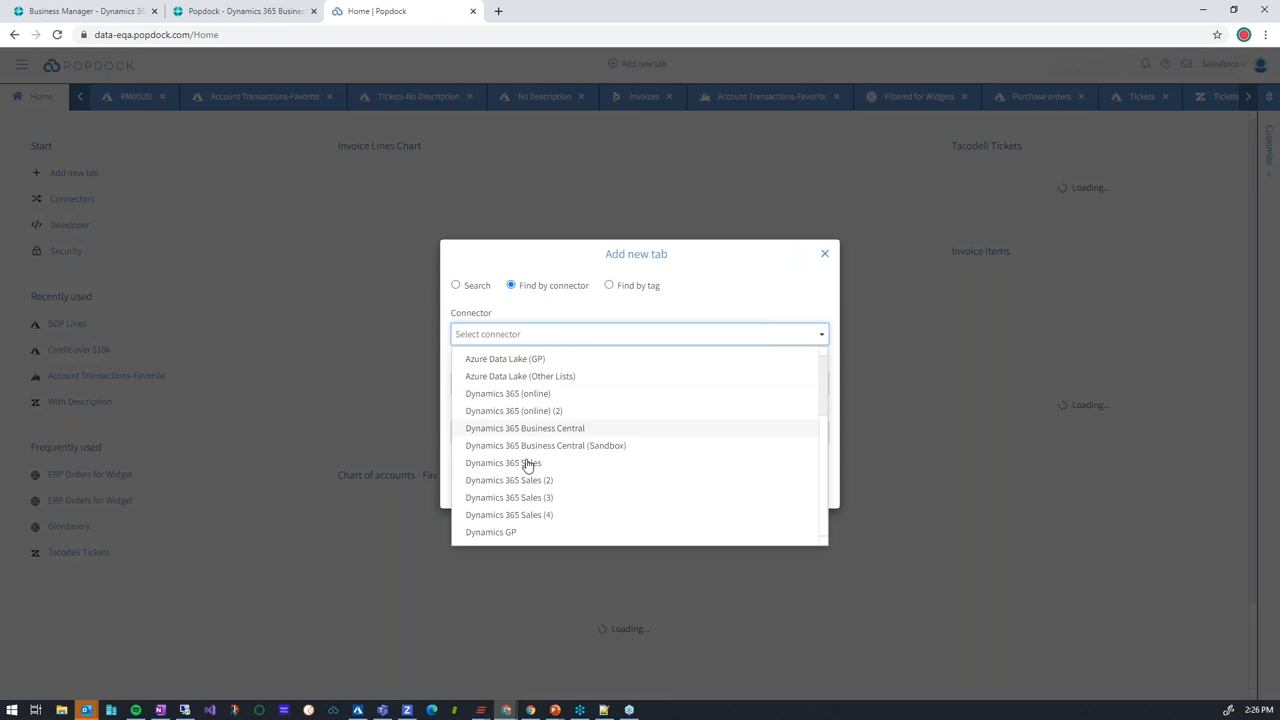 Business Manager - Dynamics 36
Popdock - Dynamics 365 Busine
Home | Popdock
data-eqa.popdock.com/Home
POPDOCK
Add new tab
Salesforce
Home
RM00101
Account Transactions-Favorite
Tickets-No Description
No Description
Invoices
Account Transactions-Favorite
Filtered for Widgets
Purchase orders
Tickets
Tickets
Customize
Start
Add new tab
Connectors
Developer
Security
Recently used
SOP Lines
Credit over $10k
Account Transactions-Favorite
With Description
Frequently used
ERP Orders for Widget
ERP Orders for Widget
Giordano's
Tacodeli Tickets
Invoice Lines Chart
Chart of accounts - Fav
Loading...
Tacodeli Tickets
Loading...
Invoice Items
Loading...
Add new tab
Search
Find by connector
Find by tag
Connector
Select connector
Azure Data Lake (GP)
Azure Data Lake (Other Lists)
Dynamics 365 (online)
Dynamics 365 (online) (2)
Dynamics 365 Business Central
Dynamics 365 Business Central (Sandbox)
Dynamics 365 Sales
Dynamics 365 Sales (2)
Dynamics 365 Sales (3)
Dynamics 365 Sales (4)
Dynamics GP
2:26 PM